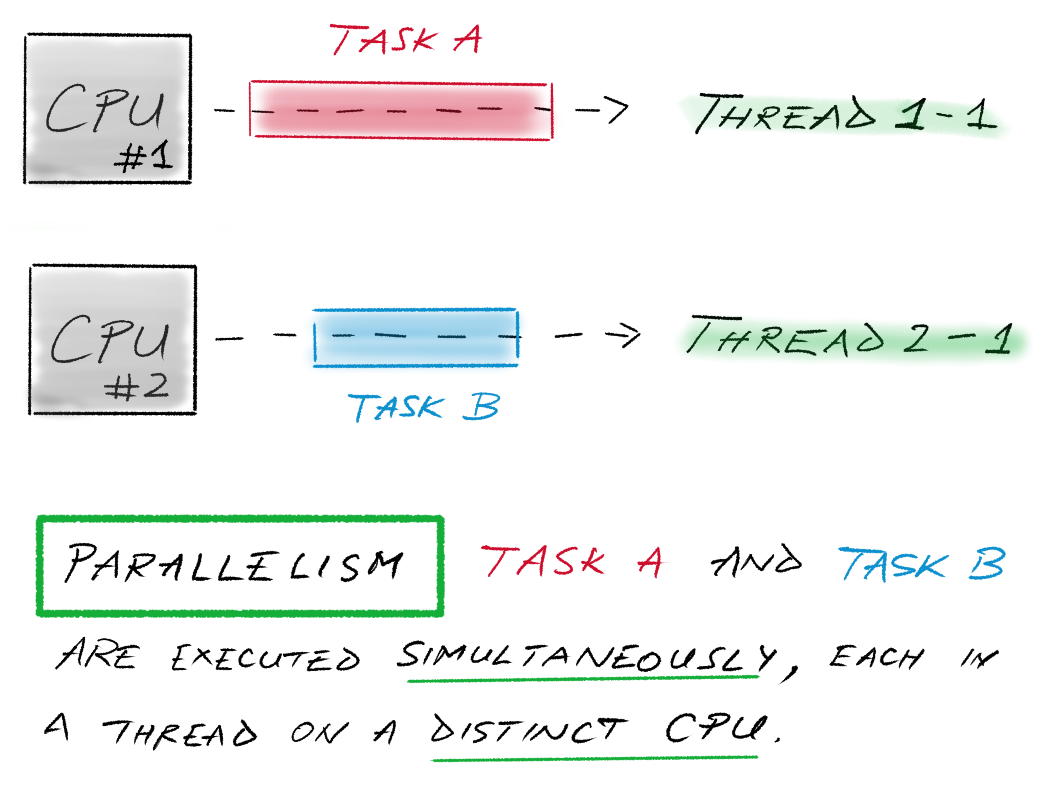 TASK A
CPU
#1
THREAD 1-1
CPU
#2
THREAD 2-1
TASK B
PARALLELISM TASK A AND TASK B
ARE EXECUTED SIMULTANEOUSLY, EACH IN
A THREAD ON A DISTINCT CPU.